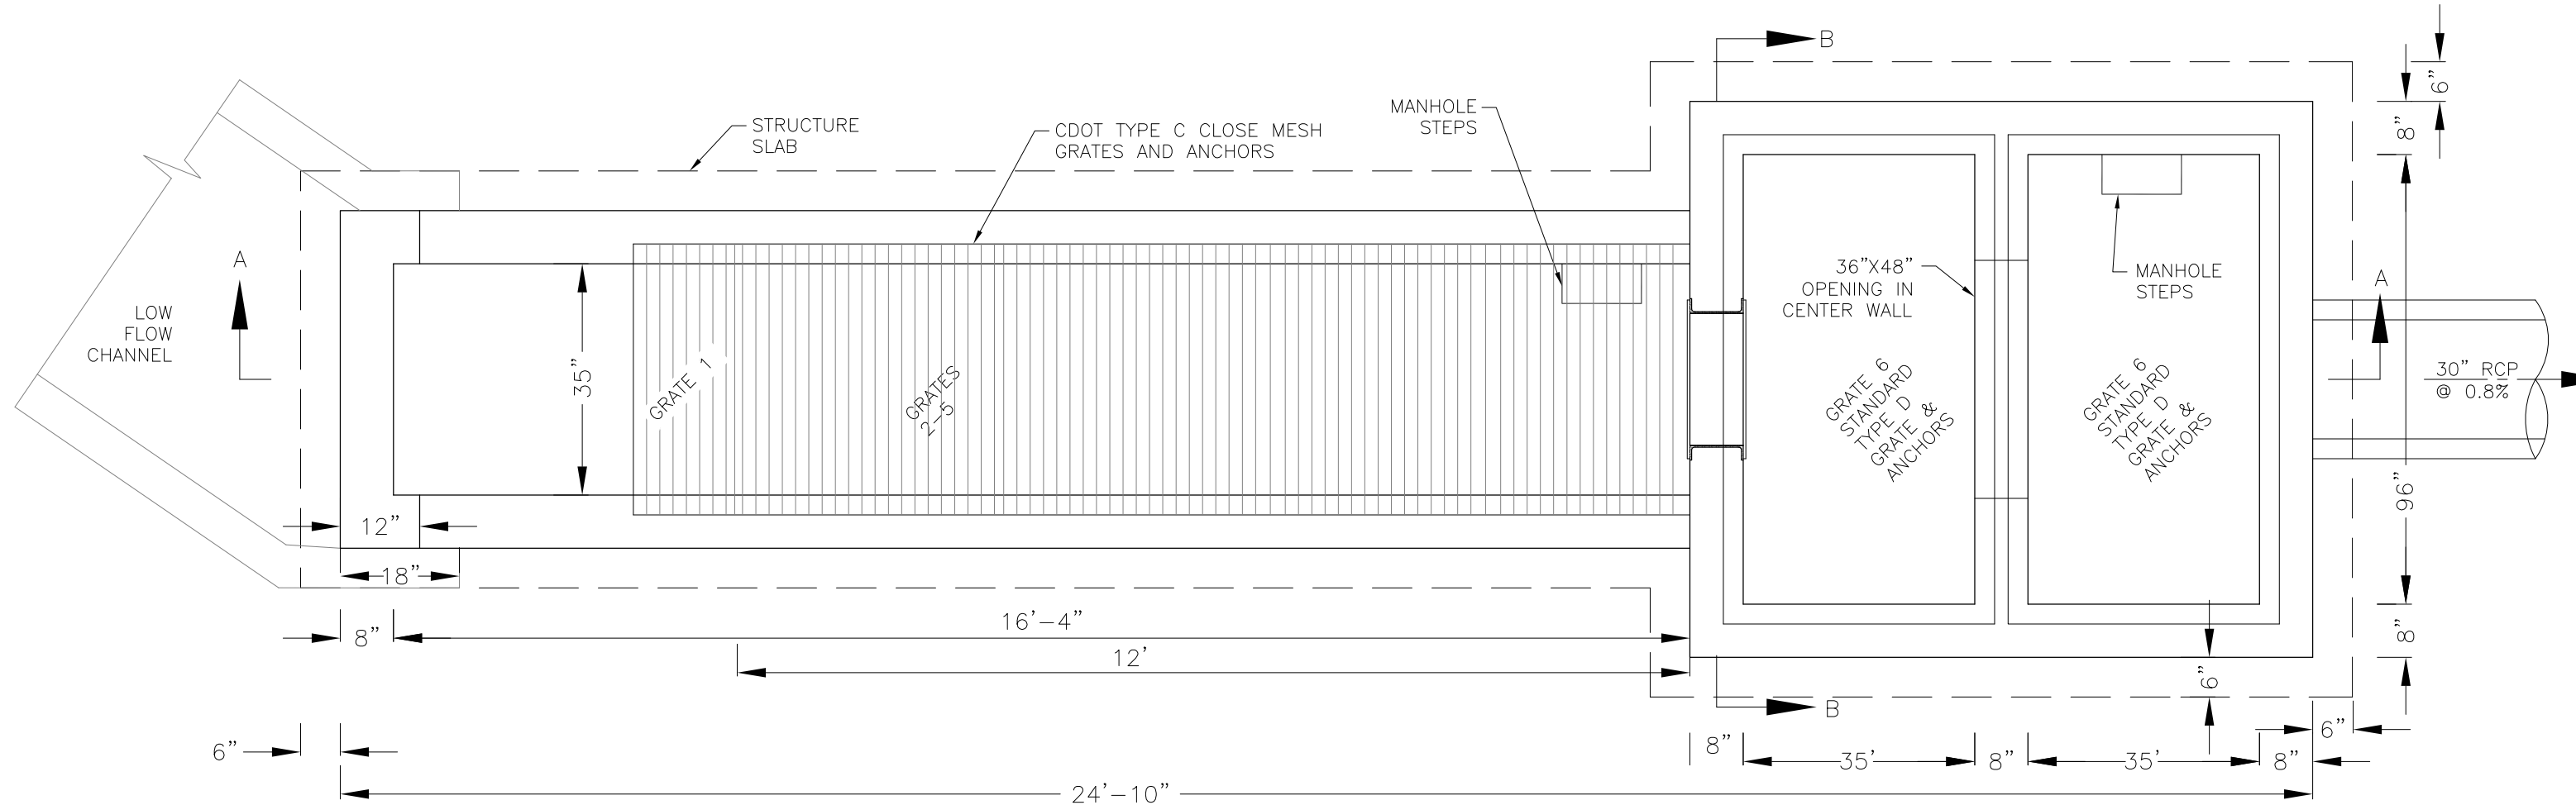 B
6”
8”
STRUCTURE
SLAB
CDOT TYPE C CLOSE MESH
GRATES AND ANCHORS
MANHOLE
STEPS
A
LOW
FLOW
CHANNEL
35”
GRATE 1
GRATES
2-5
36”X48”
OPENING IN
CENTER WALL
MANHOLE
STEPS
A
GRATE 6
STANDARD
TYPE D
GRATE &
ANCHORS
GRATE 6
STANDARD
TYPE D
GRATE &
ANCHORS
30” RCP
@ 0.8%
96”
12”
18”
8”
16’-4”
12’
8”
6”
B
6”
6”
8”
35’
8”
35’
8”
24’-10”